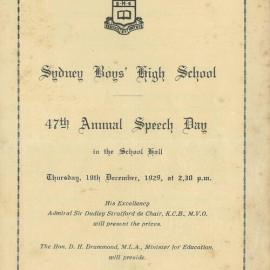 Sydney Boys' High School
47th Annual Speech Day
in the School Hall
Thursday, 19th December, 1929, at 2.30 p.m.
His Excellency
Admiral Sir Dudley Stratford de Chair, K.C.B., M.V.O.
will present the prizes.
The Hon. D. H. Drummond, M.L.A., Minister for Education,
will preside.